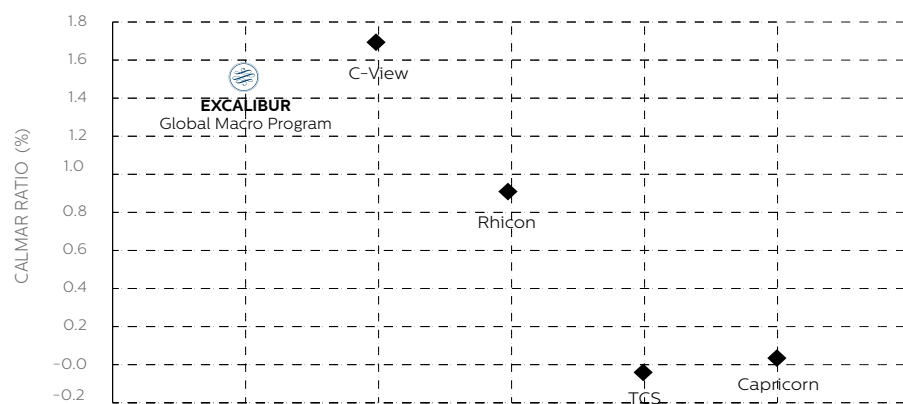 CALMAR RATIO (%)
1.8
1.6
1.4
1.2
1.0
0.8
0.6
0.4
0.2
-0.0
-0.2
C-View
EXCALIBUR
Global Macro Program
Rhicon
TCS
Capricorn